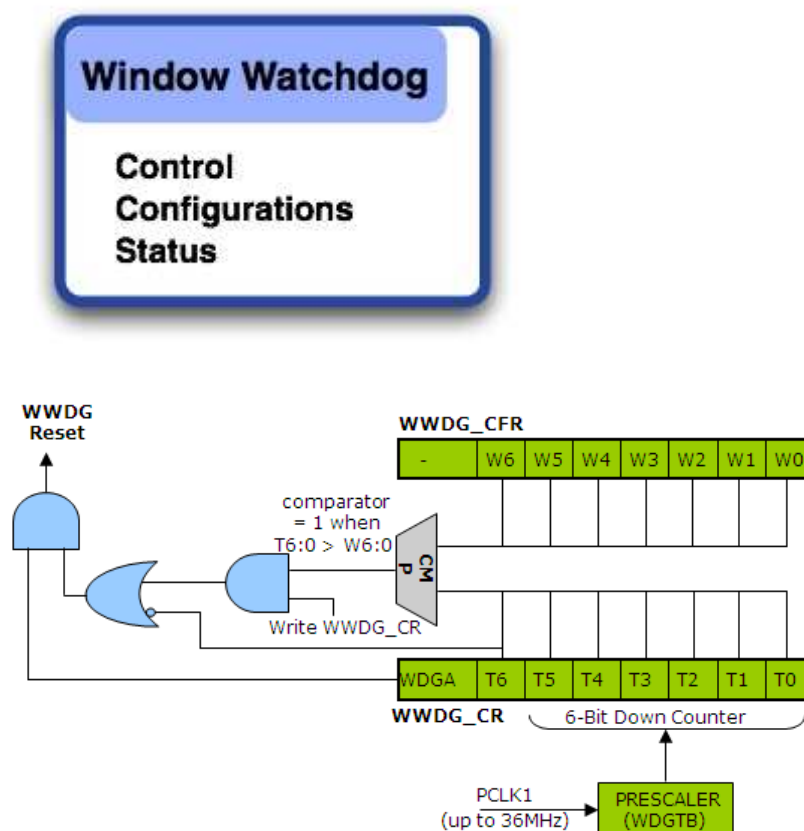 Window Watchdog
Control
Configurations
Status
WWDG
Reset
WWDG_CFR
- W6 W5 W4 W3 W2 W1 W0
comparator
= 1 when
T6:0 > W6:0
CM
P
Write WWDG_CR
WDGA T6 T5 T4 T3 T2 T1 T0
WWDG_CR
6-Bit Down Counter
PCLK1
(up to 36MHz)
PRESCALER
(WDGTB)